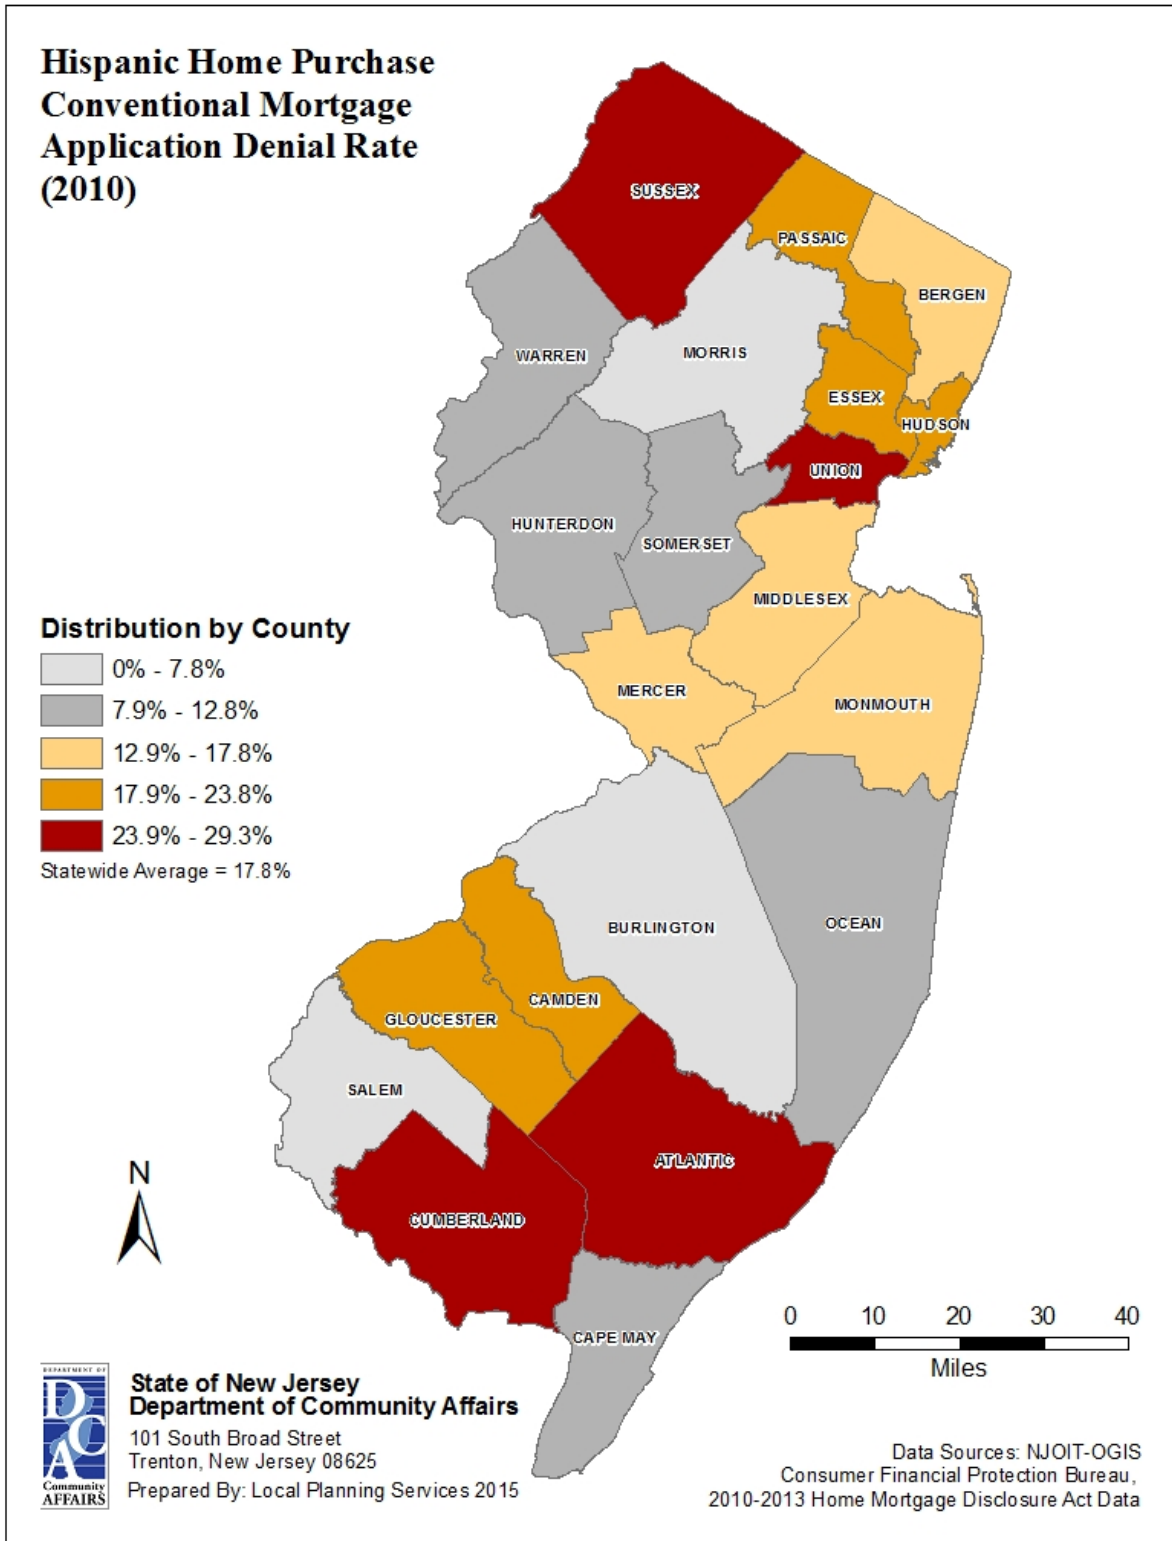 Hispanic Home Purchase
Conventional Mortgage
Application Denial Rate
(2010)
SUSSEX
PASSAIC
BERGEN
WARREN
MORRIS
ESSEX
HUDSON
UNION
HUNTERDON
SOMERSET
MIDDLESEX
Distribution by County
0% - 7.8%
7.9% - 12.8%
12.9% - 17.8%
17.9% - 23.8%
23.9% - 29.3%
Statewide Average = 17.8%
MERCER
MONMOUTH
BURLINGTON
OCEAN
CAMDEN
GLOUCESTER
SALEM
ATLANTIC
CUMBERLAND
CAPE MAY
N
0 10 20 30 40
Miles
DEPARTMENT OF
DCA
Community
AFFAIRS
State of New Jersey
Department of Community Affairs
101 South Broad Street
Trenton, New Jersey 08625
Prepared By: Local Planning Services 2015
Data Sources: NJOIT-OGIS
Consumer Financial Protection Bureau,
2010-2013 Home Mortgage Disclosure Act Data